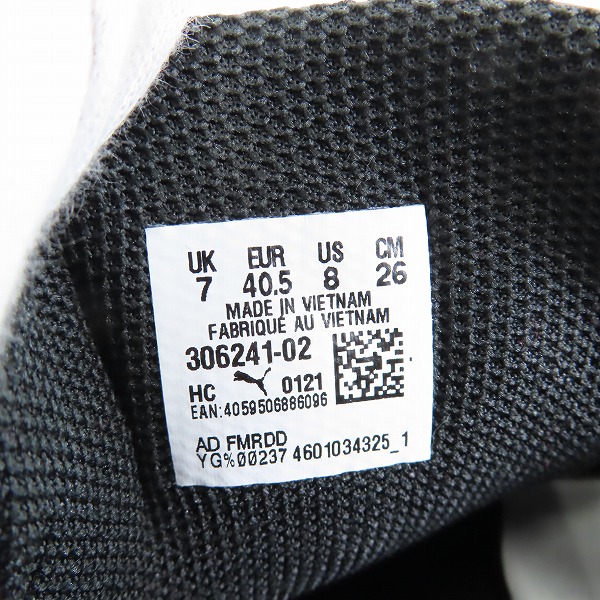 UK EUR US CM
7 40.5 8 26
MADE IN VIETNAM
FABRIQUE AU VIETNAM
306241-02
HC 0121
EAN:4059506886096
AD FMRDD
YG%00237 4601034325_1